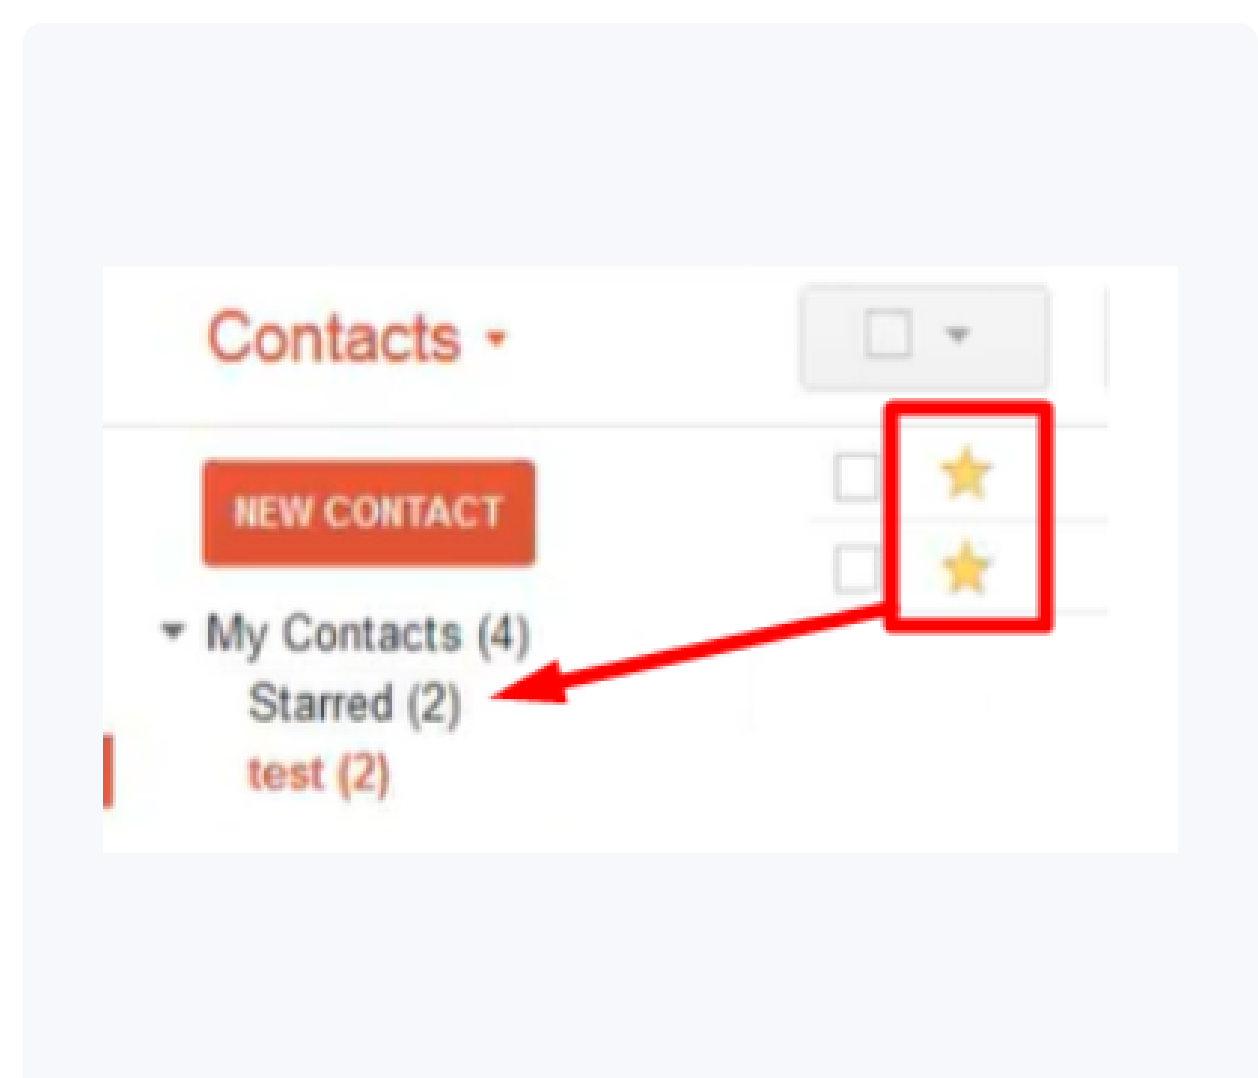 Contacts
NEW CONTACT
My Contacts (4)
Starred (2)
test (2)